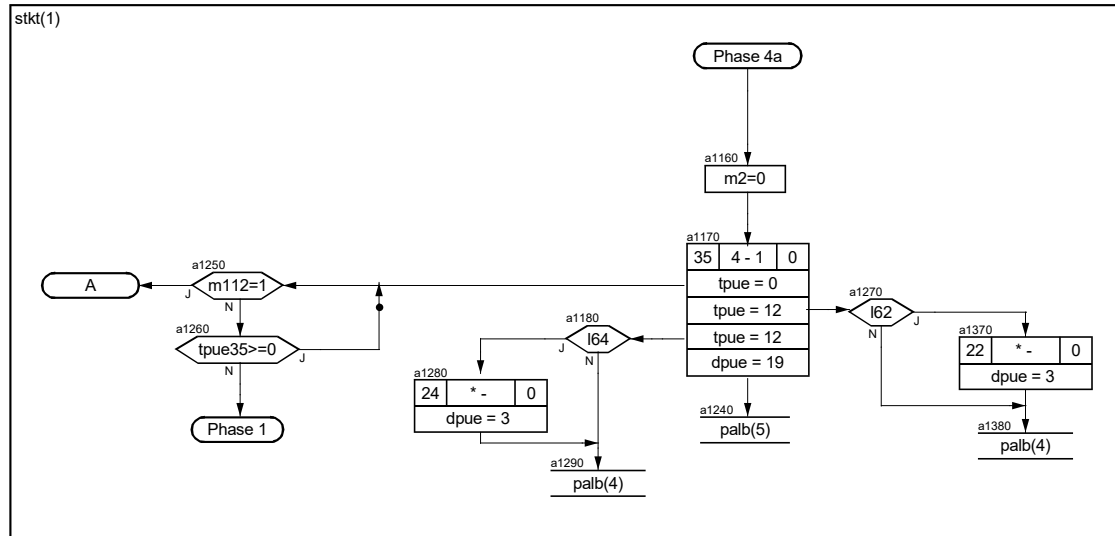 stkt(1)
Phase 4a
a1160
m2=0
a1170
35 4 - 1 0
tpue = 0
tpue = 12
tpue = 12
dpue = 19
a1250
m112=1
J
N
A
a1260
tpue35>=0
J
N
Phase 1
a1180
l64
J
N
a1280
24 * - 0
dpue = 3
a1290
palb(4)
a1240
palb(5)
a1270
l62
J
N
a1370
22 * - 0
dpue = 3
a1380
palb(4)